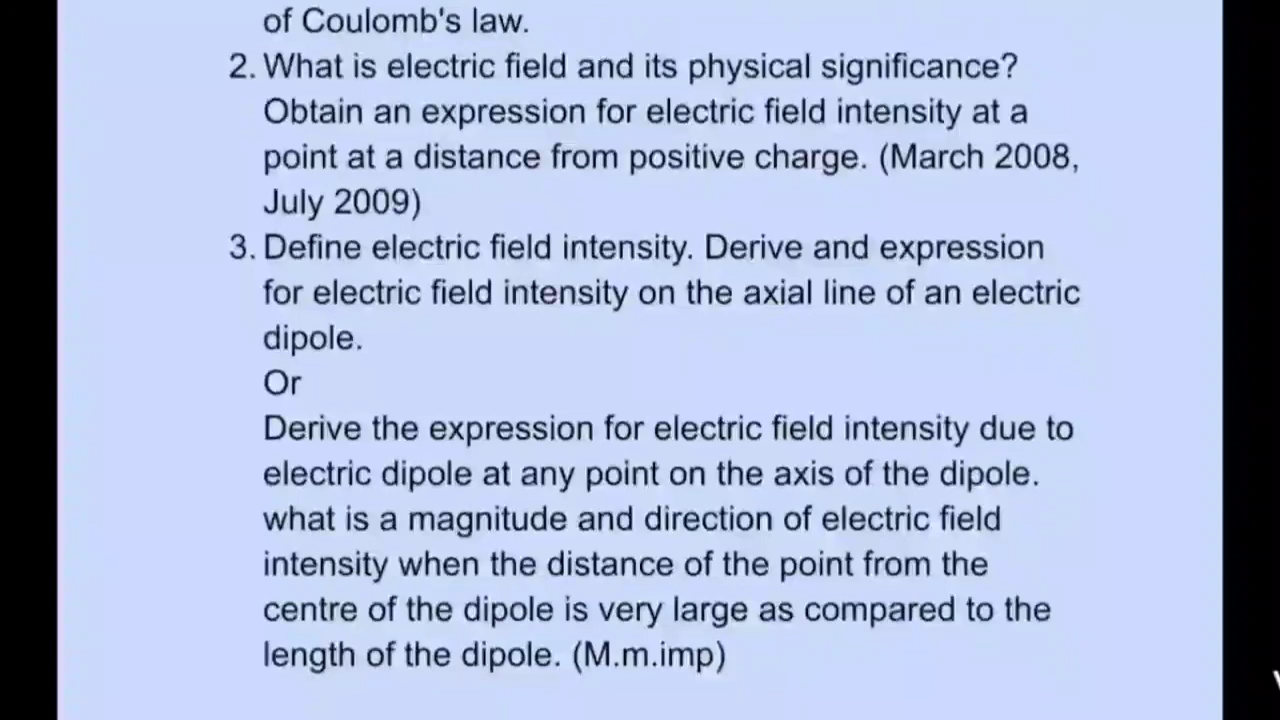 of Coulomb's law.
2. What is electric field and its physical significance?
Obtain an expression for electric field intensity at a
point at a distance from positive charge. (March 2008,
July 2009)
3. Define electric field intensity. Derive and expression
for electric field intensity on the axial line of an electric
dipole.
Or
Derive the expression for electric field intensity due to
electric dipole at any point on the axis of the dipole.
what is a magnitude and direction of electric field
intensity when the distance of the point from the
centre of the dipole is very large as compared to the
length of the dipole. (M.m.imp)